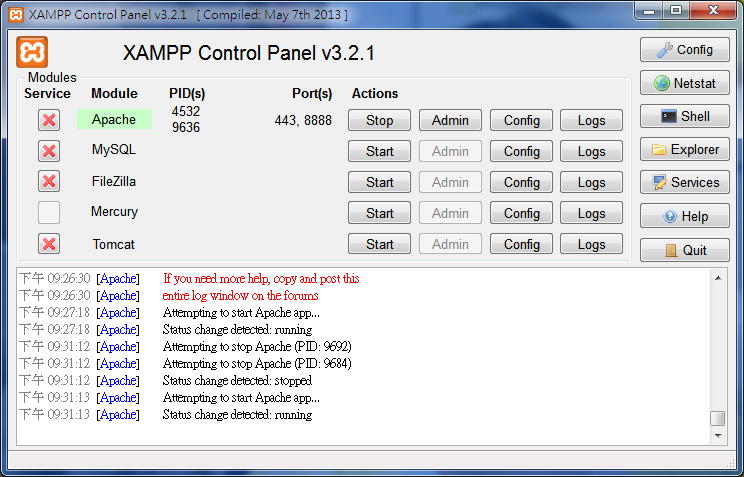 XAMPP Control Panel v3.2.1 [ Compiled: May 7th 2013 ]
XAMPP Control Panel v3.2.1
Modules
Service Module PID(s) Port(s) Actions
Apache 4532 9636 443, 8888 Stop Admin Config Logs
MySQL Start Admin Config Logs
FileZilla Start Admin Config Logs
Mercury Start Admin Config Logs
Tomcat Start Admin Config Logs
Config
Netstat
Shell
Explorer
Services
Help
Quit
下午 09:26:30 [Apache] If you need more help, copy and post this
下午 09:26:30 [Apache] entire log window on the forums
下午 09:27:18 [Apache] Attempting to start Apache app...
下午 09:27:18 [Apache] Status change detected: running
下午 09:31:12 [Apache] Attempting to stop Apache (PID: 9692)
下午 09:31:12 [Apache] Attempting to stop Apache (PID: 9684)
下午 09:31:12 [Apache] Status change detected: stopped
下午 09:31:13 [Apache] Attempting to start Apache app...
下午 09:31:13 [Apache] Status change detected: running